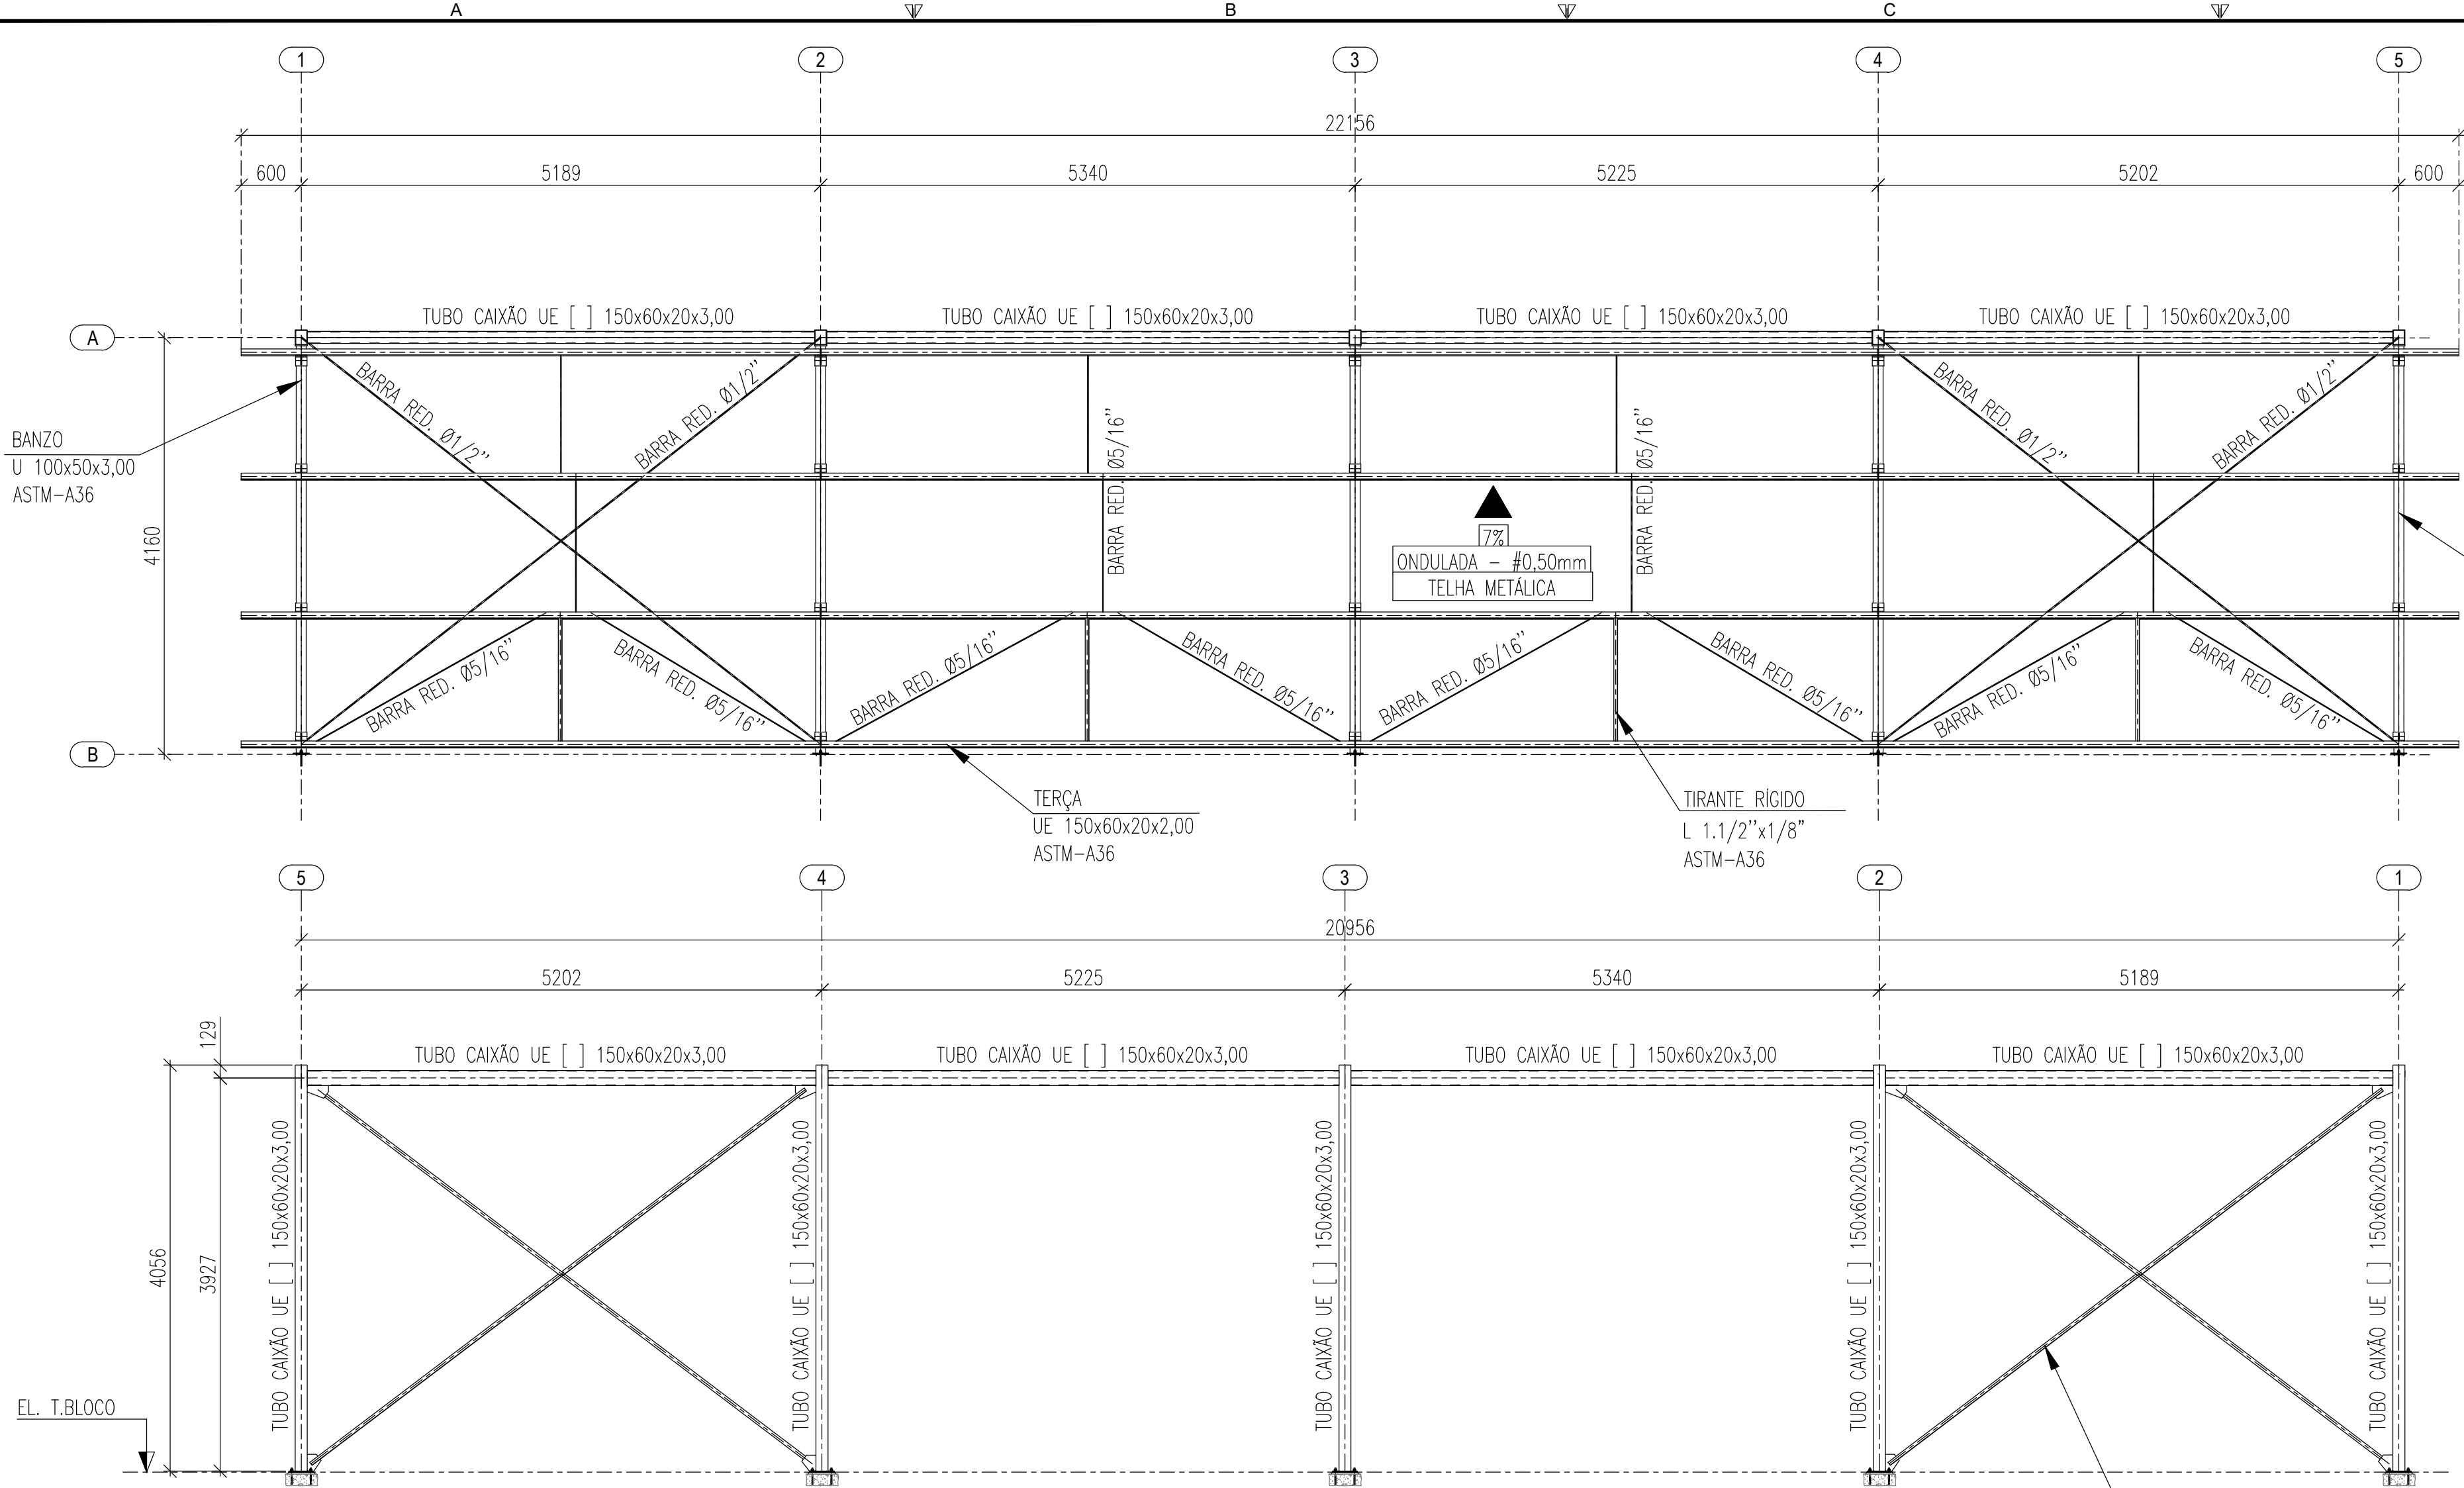 A B C
1 2 3 4 5
22156
600 5189 5340 5225 5202 600
TUBO CAIXÃO UE [ ] 150x60x20x3,00 TUBO CAIXÃO UE [ ] 150x60x20x3,00 TUBO CAIXÃO UE [ ] 150x60x20x3,00 TUBO CAIXÃO UE [ ] 150x60x20x3,00
A
BARRA RED. Ø1/2"
BARRA RED. Ø1/2"
BARRA RED. Ø5/16"
BARRA RED. Ø5/16"
BARRA RED. Ø1/2"
BARRA RED. Ø1/2"
BANZO
U 100x50x3,00
ASTM-A36
4160
7%
ONDULADA - #0,50mm
TELHA METÁLICA
BARRA RED. Ø5/16"
BARRA RED. Ø5/16"
BARRA RED. Ø5/16"
BARRA RED. Ø5/16"
BARRA RED. Ø5/16"
BARRA RED. Ø5/16"
BARRA RED. Ø5/16"
BARRA RED. Ø5/16"
B
TERÇA
UE 150x60x20x2,00
ASTM-A36
TIRANTE RÍGIDO
L 1.1/2''x1/8"
ASTM-A36
5 4 3 2 1
20956
5202 5225 5340 5189
129
TUBO CAIXÃO UE [ ] 150x60x20x3,00 TUBO CAIXÃO UE [ ] 150x60x20x3,00 TUBO CAIXÃO UE [ ] 150x60x20x3,00 TUBO CAIXÃO UE [ ] 150x60x20x3,00
4056
3927
TUBO CAIXÃO UE [ ] 150x60x20x3,00
TUBO CAIXÃO UE [ ] 150x60x20x3,00
TUBO CAIXÃO UE [ ] 150x60x20x3,00
TUBO CAIXÃO UE [ ] 150x60x20x3,00
TUBO CAIXÃO UE [ ] 150x60x20x3,00
EL. T.BLOCO